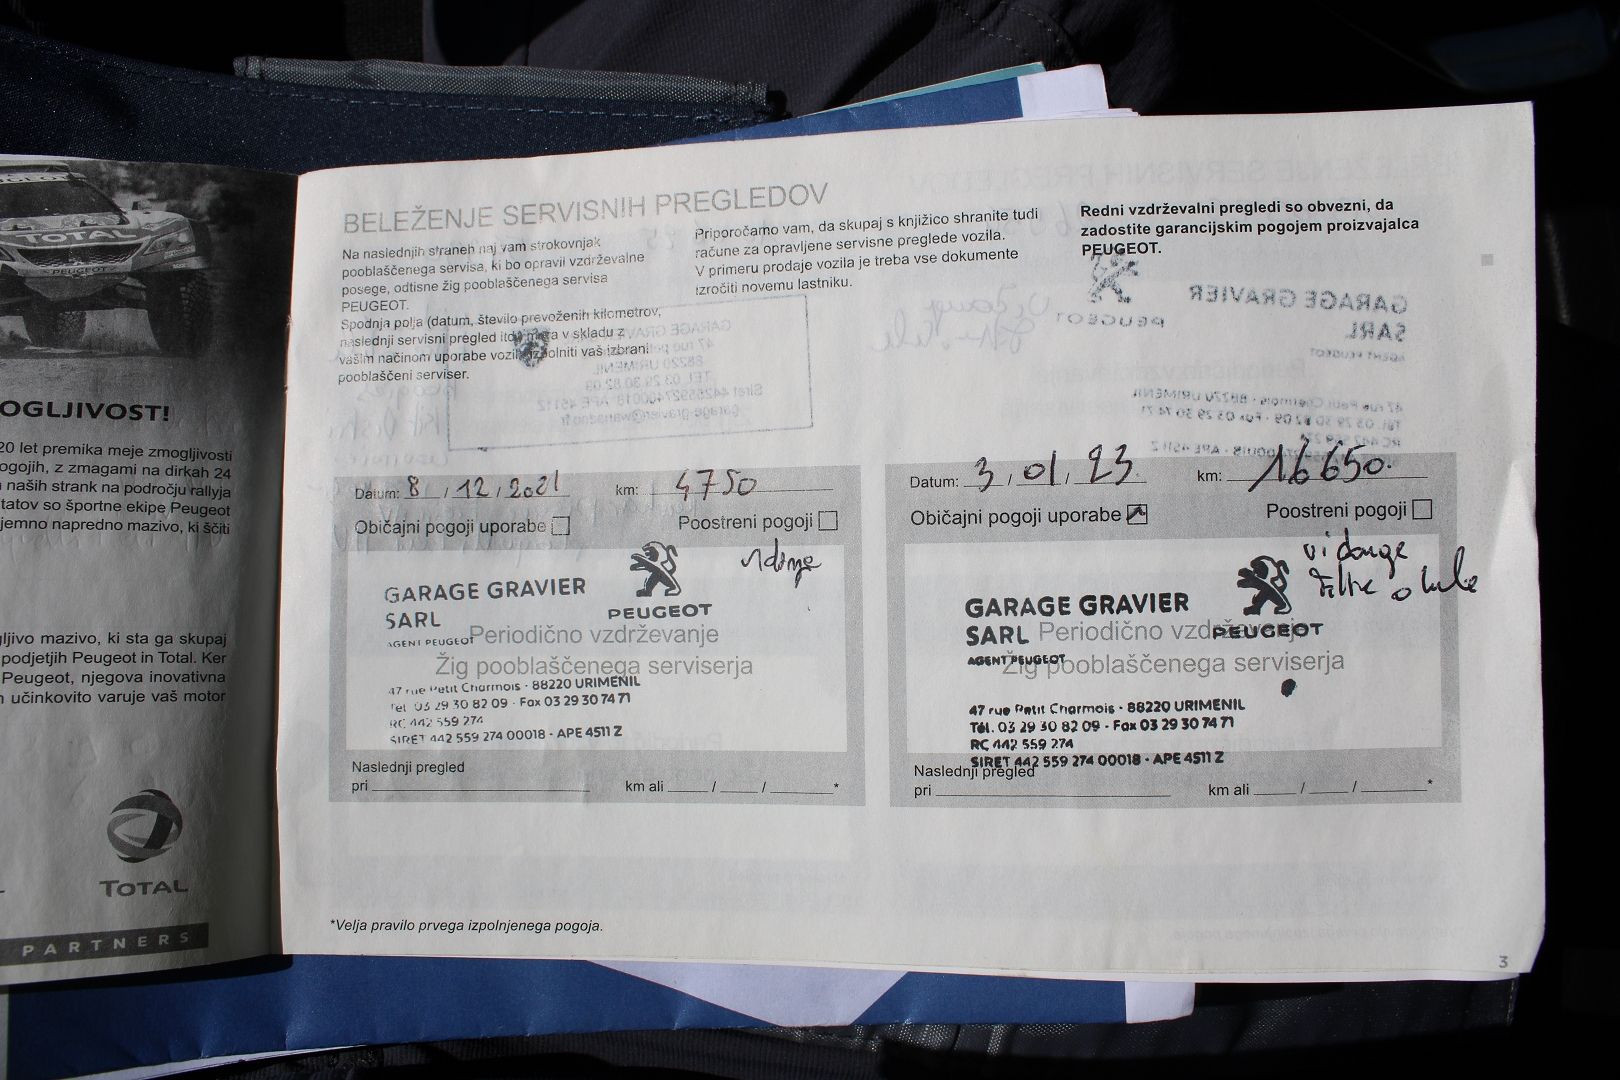 TOTAL
PEUGEOT
OGLJIVOST!
20 let premika meje zmogljivosti
ogojih, z zmagami na dirkah 24
naših strank na področju rallyja
tatov so športne ekipe Peugeot
jemno napredno mazivo, ki ščiti
gljivo mazivo, ki sta ga skupaj
podjetjih Peugeot in Total. Ker
Peugeot, njegova inovativna
učinkovito varuje vaš motor
TOTAL
PARTNERS
BELEŽENJE SERVISNIH PREGLEDOV
Na naslednjih straneh naj vam strokovnjak
pooblaščenega servisa, ki bo opravil vzdrževalne
posege, odtisne žig pooblaščenega servisa
PEUGEOT.
Spodnja polja (datum, število prevoženih kilometrov,
naslednji servisni pregled itd.) mora v skladu z
vašim načinom uporabe vozila izpolniti vaš izbrani
pooblaščeni serviser.
Priporočamo vam, da skupaj s knjižico shranite tudi
račune za opravljene servisne preglede vozila.
V primeru prodaje vozila je treba vse dokumente
izročiti novemu lastniku.
Redni vzdrževalni pregledi so obvezni, da
zadostite garancijskim pogojem proizvajalca
PEUGEOT.
Datum: 8 / 12 / 2021 km: 4750
Običajni pogoji uporabe Poostreni pogoji
GARAGE GRAVIER
SARL
AGENT PEUGEOT
PEUGEOT
Periodično vzdrževanje
Žig pooblaščenega serviserja
47 rue Petit Charmois · 88220 URIMENIL
Tel 03 29 30 82 09 · Fax 03 29 30 74 71
RC 442 559 274
SIRET 442 559 274 00018 · APE 4511 Z
Naslednji pregled
pri km ali / / *
Datum: 3 / 01 / 23 km: 16650
Običajni pogoji uporabe Poostreni pogoji
vidange
filtre
GARAGE GRAVIER
SARL
AGENT PEUGEOT
PEUGEOT
Periodično vzdrževanje
Žig pooblaščenega serviserja
47 rue Petit Charmois · 88220 URIMENIL
Tél. 03 29 30 82 09 · Fax 03 29 30 74 71
RC 442 559 274
SIRET 442 559 274 00018 · APE 4511 Z
Naslednji pregled
pri km ali / / *
*Velja pravilo prvega izpolnjenega pogoja.
3